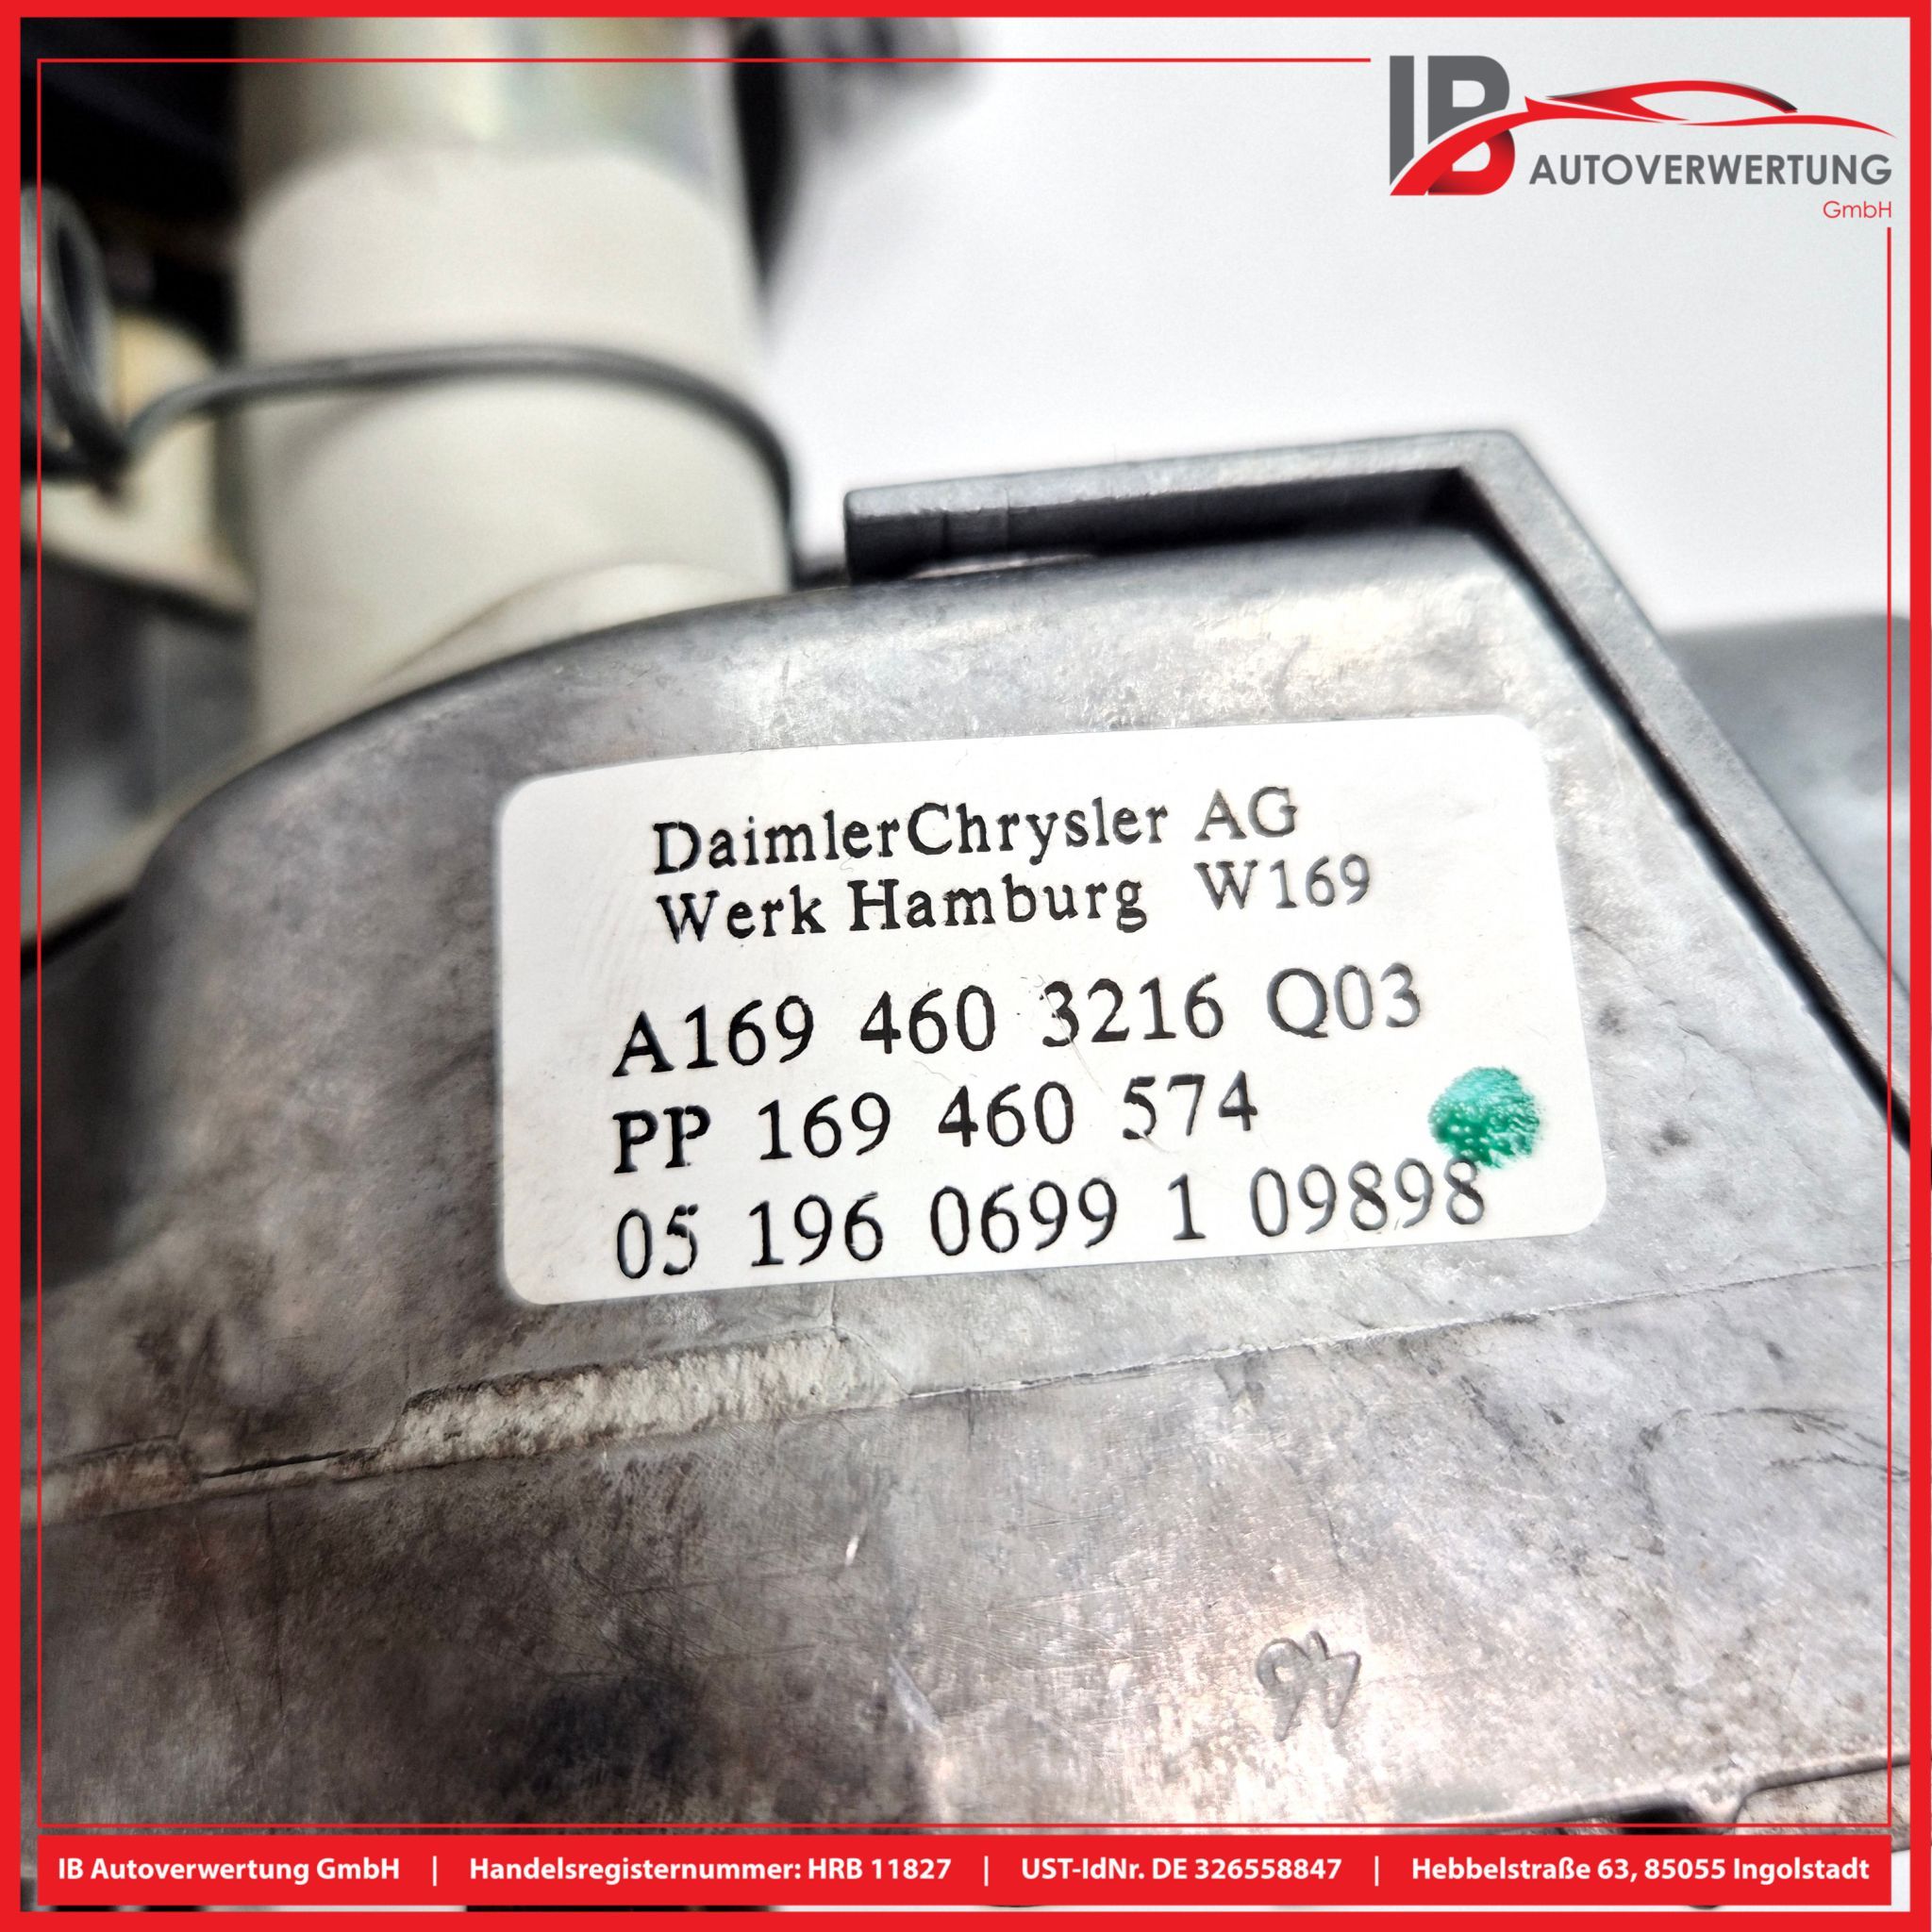 IB
AUTOVERWERTUNG
GmbH
DaimlerChrysler AG
Werk Hamburg W169
A169 460 3216 Q03
PP 169 460 574
05 196 0699 1 09898
IB Autoverwertung GmbH | Handelsregisternummer: HRB 11827 | UST-IdNr. DE 326558847 | Hebbelstraße 63, 85055 Ingolstadt